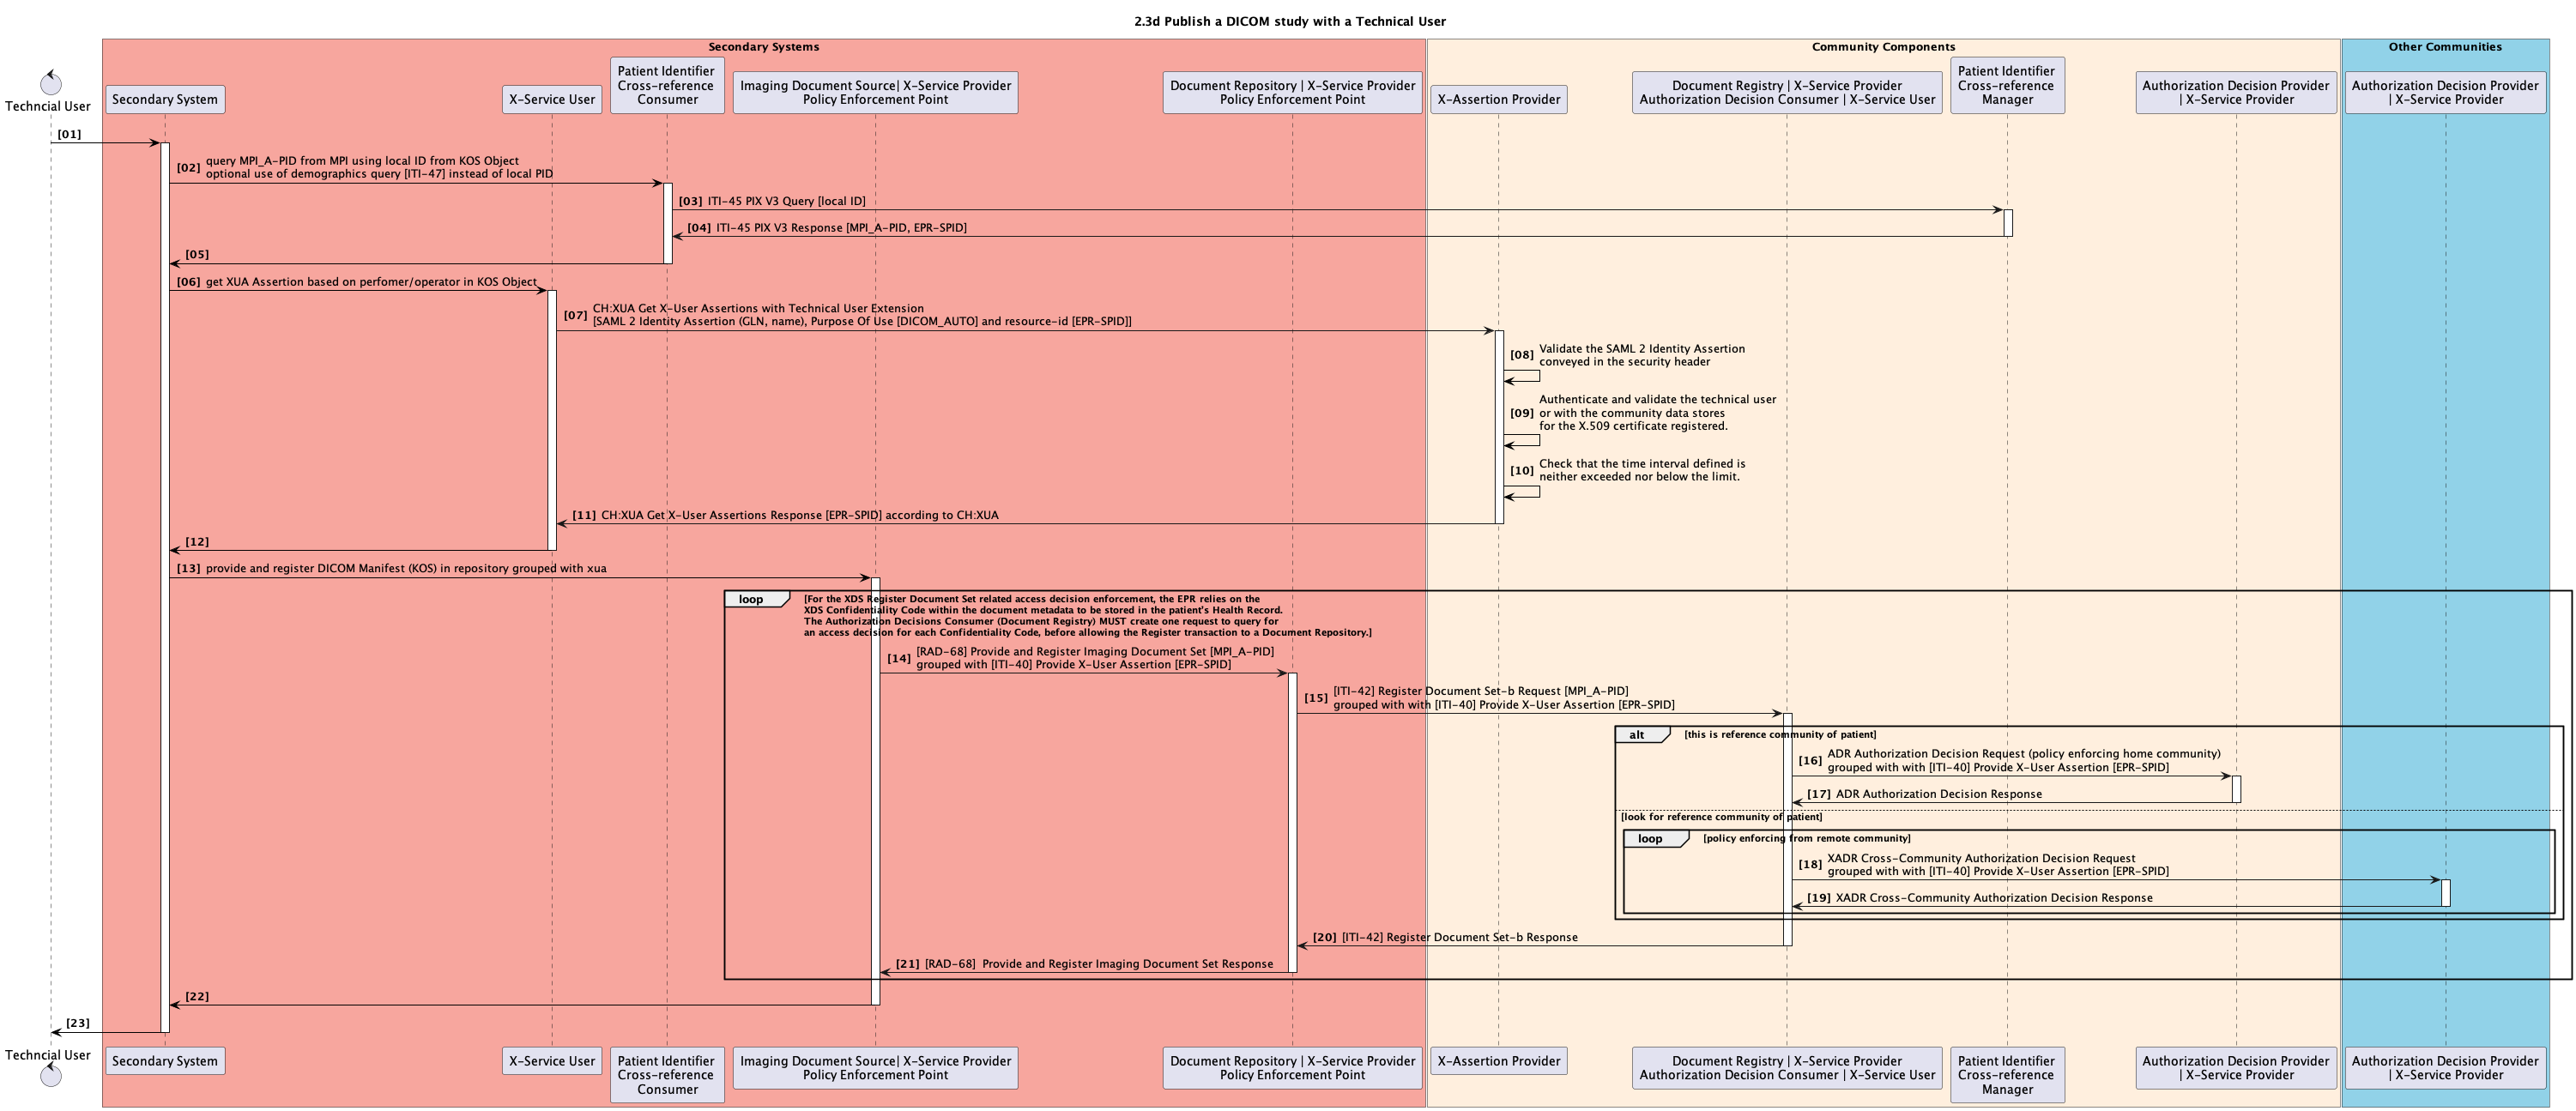 2.3d Publish a DICOM study with a Technical User
Secondary Systems
Community Components
Other Communities
Techncial User
Secondary System
X-Service User
Patient Identifier
Cross-reference
Consumer
Imaging Document Source| X-Service Provider
Policy Enforcement Point
Document Repository | X-Service Provider
Policy Enforcement Point
X-Assertion Provider
Document Registry | X-Service Provider
Authorization Decision Consumer | X-Service User
Patient Identifier
Cross-reference
Manager
Authorization Decision Provider
| X-Service Provider
Authorization Decision Provider
| X-Service Provider
[01]
[02] query MPI_A-PID from MPI using local ID from KOS Object
optional use of demographics query [ITI-47] instead of local PID
[03] ITI-45 PIX V3 Query [local ID]
[04] ITI-45 PIX V3 Response [MPI_A-PID, EPR-SPID]
[05]
[06] get XUA Assertion based on perfomer/operator in KOS Object
[07] CH:XUA Get X-User Assertions with Technical User Extension
[SAML 2 Identity Assertion (GLN, name), Purpose Of Use [DICOM_AUTO] and resource-id [EPR-SPID]]
[08] Validate the SAML 2 Identity Assertion
conveyed in the security header
[09] Authenticate and validate the technical user
or with the community data stores
for the X.509 certificate registered.
[10] Check that the time interval defined is
neither exceeded nor below the limit.
[11] CH:XUA Get X-User Assertions Response [EPR-SPID] according to CH:XUA
[12]
[13] provide and register DICOM Manifest (KOS) in repository grouped with xua
loop [For the XDS Register Document Set related access decision enforcement, the EPR relies on the
XDS Confidentiality Code within the document metadata to be stored in the patient's Health Record.
The Authorization Decisions Consumer (Document Registry) MUST create one request to query for
an access decision for each Confidentiality Code, before allowing the Register transaction to a Document Repository.]
[14] [RAD-68] Provide and Register Imaging Document Set [MPI_A-PID]
grouped with [ITI-40] Provide X-User Assertion [EPR-SPID]
[15] [ITI-42] Register Document Set-b Request [MPI_A-PID]
grouped with with [ITI-40] Provide X-User Assertion [EPR-SPID]
alt [this is reference community of patient]
[16] ADR Authorization Decision Request (policy enforcing home community)
grouped with with [ITI-40] Provide X-User Assertion [EPR-SPID]
[17] ADR Authorization Decision Response
[look for reference community of patient]
loop [policy enforcing from remote community]
[18] XADR Cross-Community Authorization Decision Request
grouped with with [ITI-40] Provide X-User Assertion [EPR-SPID]
[19] XADR Cross-Community Authorization Decision Response
[20] [ITI-42] Register Document Set-b Response
[21] [RAD-68]  Provide and Register Imaging Document Set Response
[22]
[23]
Techncial User
Secondary System
X-Service User
Patient Identifier
Cross-reference
Consumer
Imaging Document Source| X-Service Provider
Policy Enforcement Point
Document Repository | X-Service Provider
Policy Enforcement Point
X-Assertion Provider
Document Registry | X-Service Provider
Authorization Decision Consumer | X-Service User
Patient Identifier
Cross-reference
Manager
Authorization Decision Provider
| X-Service Provider
Authorization Decision Provider
| X-Service Provider